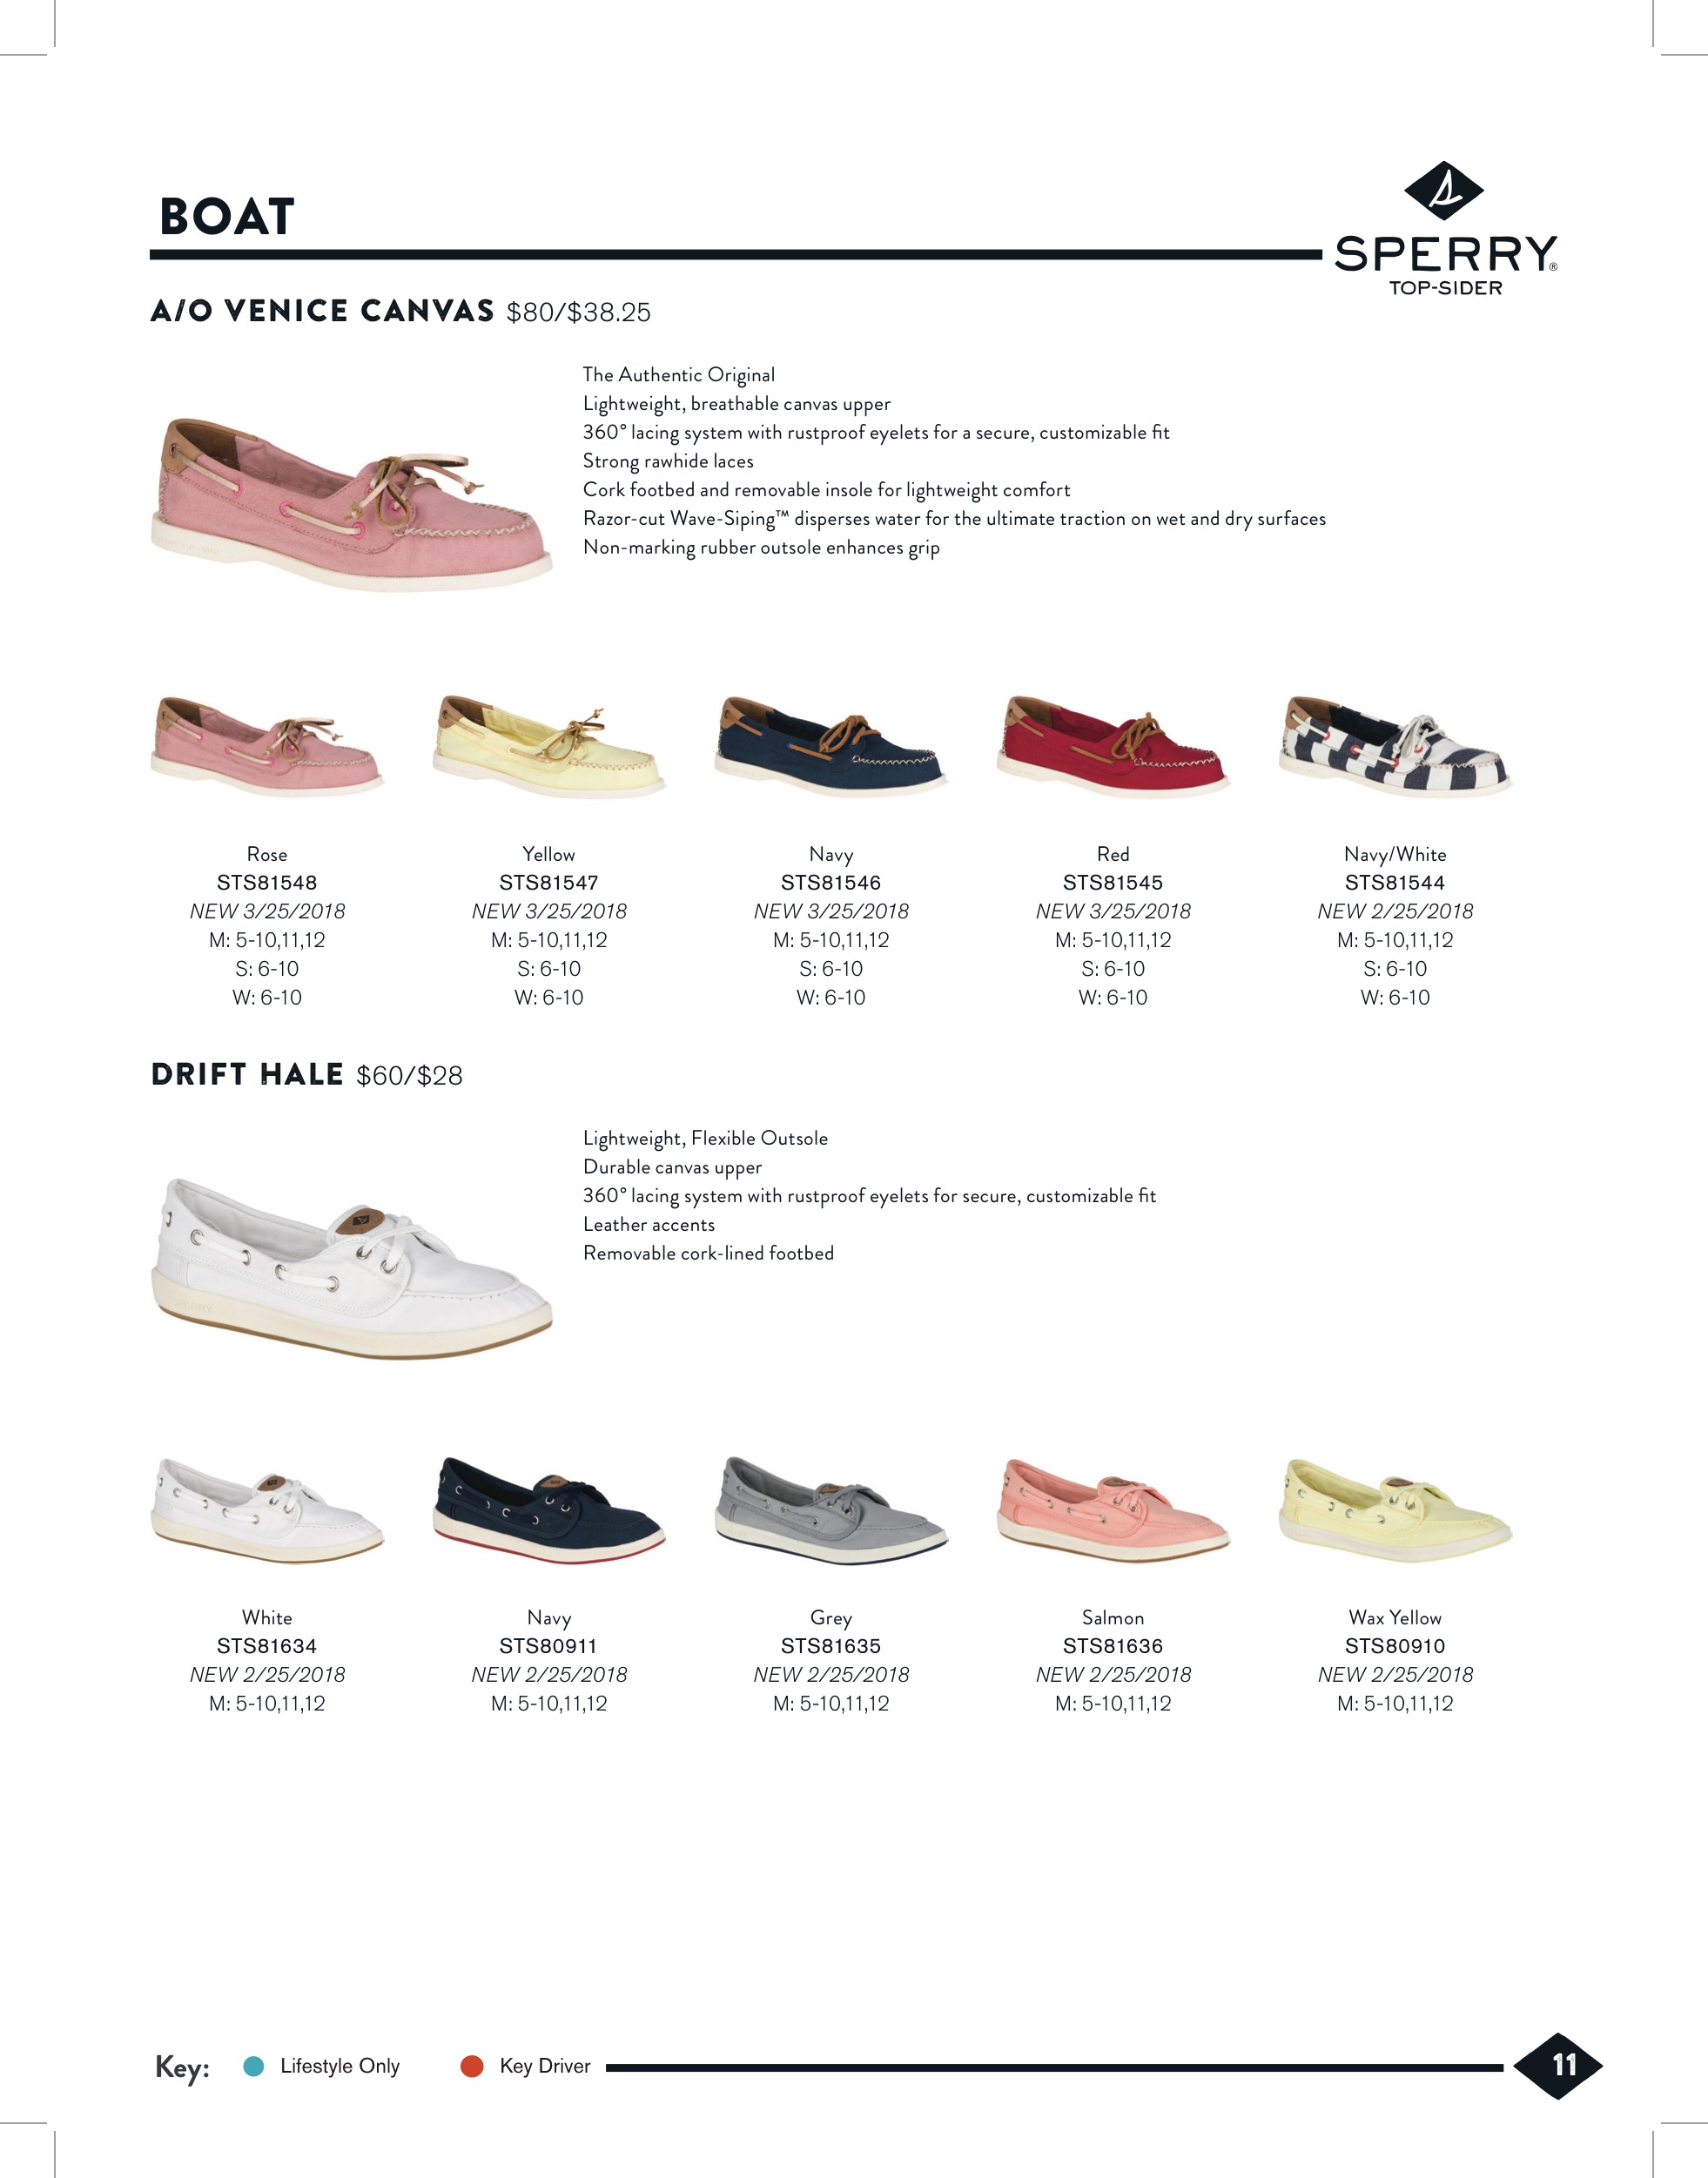 BOAT
SPERRY®
TOP-SIDER
A/O VENICE CANVAS $80/$38.25
The Authentic Original
Lightweight, breathable canvas upper
360° lacing system with rustproof eyelets for a secure, customizable fit
Strong rawhide laces
Cork footbed and removable insole for lightweight comfort
Razor-cut Wave-Siping™ disperses water for the ultimate traction on wet and dry surfaces
Non-marking rubber outsole enhances grip
Rose
STS81548
NEW 3/25/2018
M: 5-10,11,12
S: 6-10
W: 6-10
Yellow
STS81547
NEW 3/25/2018
M: 5-10,11,12
S: 6-10
W: 6-10
Navy
STS81546
NEW 3/25/2018
M: 5-10,11,12
S: 6-10
W: 6-10
Red
STS81545
NEW 3/25/2018
M: 5-10,11,12
S: 6-10
W: 6-10
Navy/White
STS81544
NEW 2/25/2018
M: 5-10,11,12
S: 6-10
W: 6-10
DRIFT HALE $60/$28
Lightweight, Flexible Outsole
Durable canvas upper
360° lacing system with rustproof eyelets for secure, customizable fit
Leather accents
Removable cork-lined footbed
White
STS81634
NEW 2/25/2018
M: 5-10,11,12
Navy
STS80911
NEW 2/25/2018
M: 5-10,11,12
Grey
STS81635
NEW 2/25/2018
M: 5-10,11,12
Salmon
STS81636
NEW 2/25/2018
M: 5-10,11,12
Wax Yellow
STS80910
NEW 2/25/2018
M: 5-10,11,12
Key: Lifestyle Only Key Driver
11